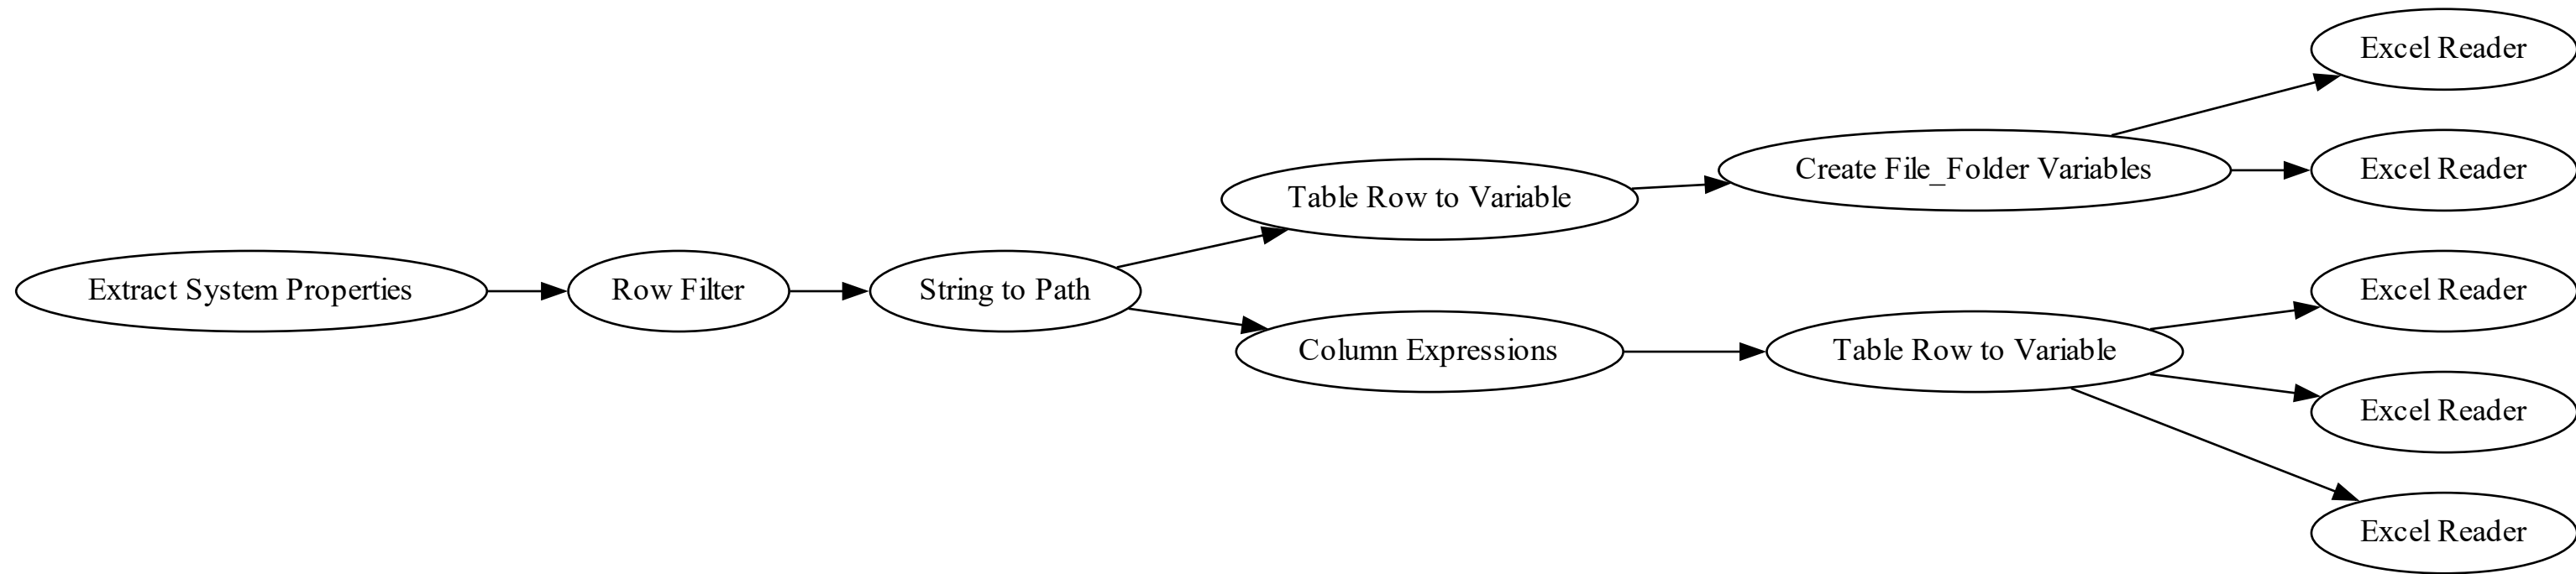 Extract System Properties
Row Filter
String to Path
Table Row to Variable
Column Expressions
Create File_Folder Variables
Table Row to Variable
Excel Reader
Excel Reader
Excel Reader
Excel Reader
Excel Reader